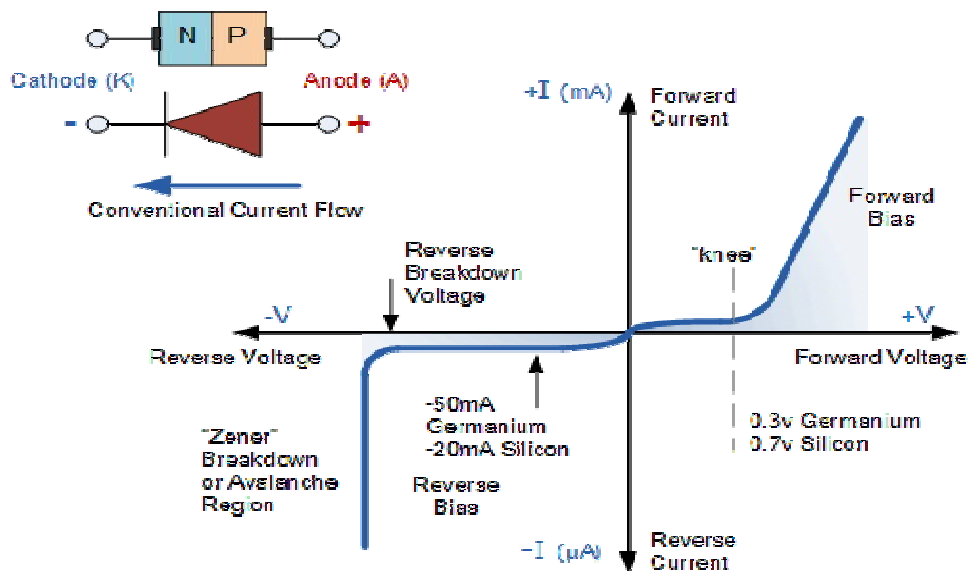 N P
Cathode (K)
Anode (A)
- +
Conventional Current Flow
+I (mA)
Forward
Current
Forward
Bias
"knee"
Reverse
Breakdown
Voltage
-V
+V
Reverse Voltage
Forward Voltage
-50mA
Germanium
-20mA Silicon
0.3v Germanium
0.7v Silicon
"Zener"
Breakdown
or Avalanche
Region
Reverse
Bias
-I (µA)
Reverse
Current